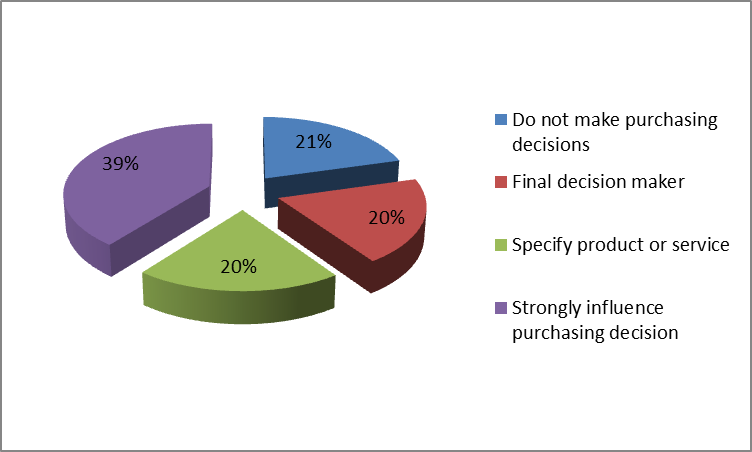 21%
20%
20%
39%
Do not make purchasing
decisions
Final decision maker
Specify product or service
Strongly influence
purchasing decision